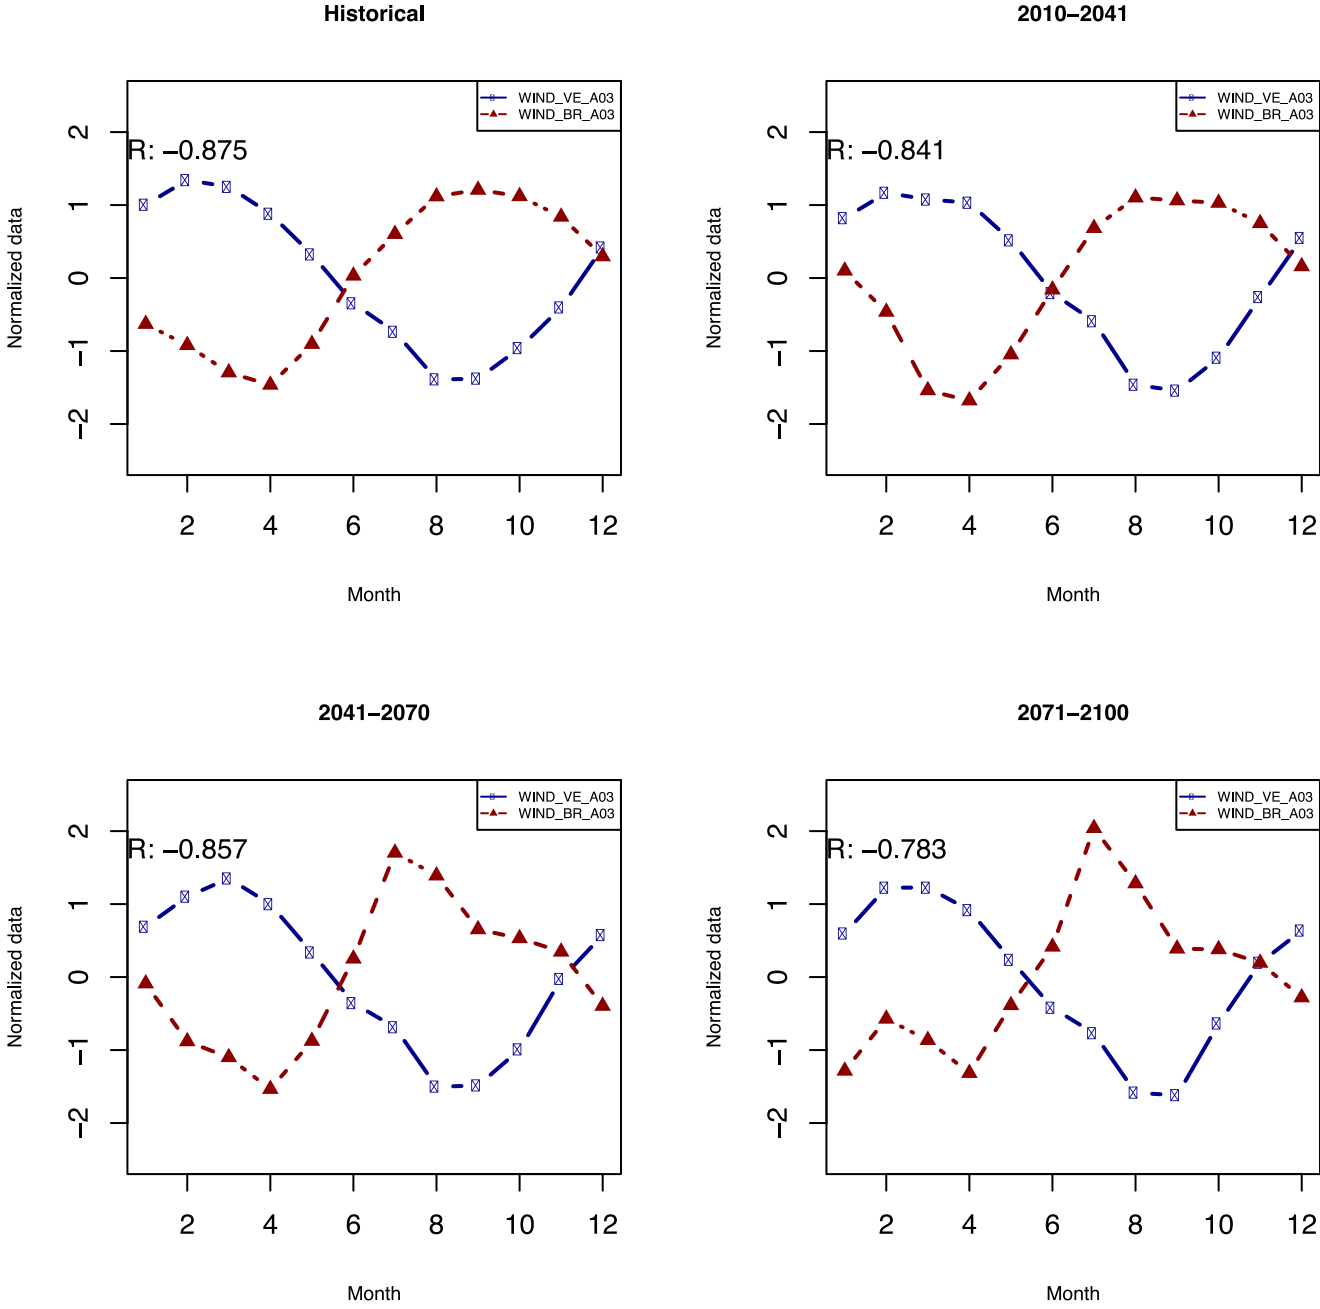 Historical
WIND_VE_A03
WIND_BR_A03
R: −0.875
Normalized data
2
1
0
−1
−2
2 4 6 8 10 12
Month
2010−2041
WIND_VE_A03
WIND_BR_A03
R: −0.841
Normalized data
2
1
0
−1
−2
2 4 6 8 10 12
Month
2041−2070
WIND_VE_A03
WIND_BR_A03
R: −0.857
Normalized data
2
1
0
−1
−2
2 4 6 8 10 12
Month
2071−2100
WIND_VE_A03
WIND_BR_A03
R: −0.783
Normalized data
2
1
0
−1
−2
2 4 6 8 10 12
Month